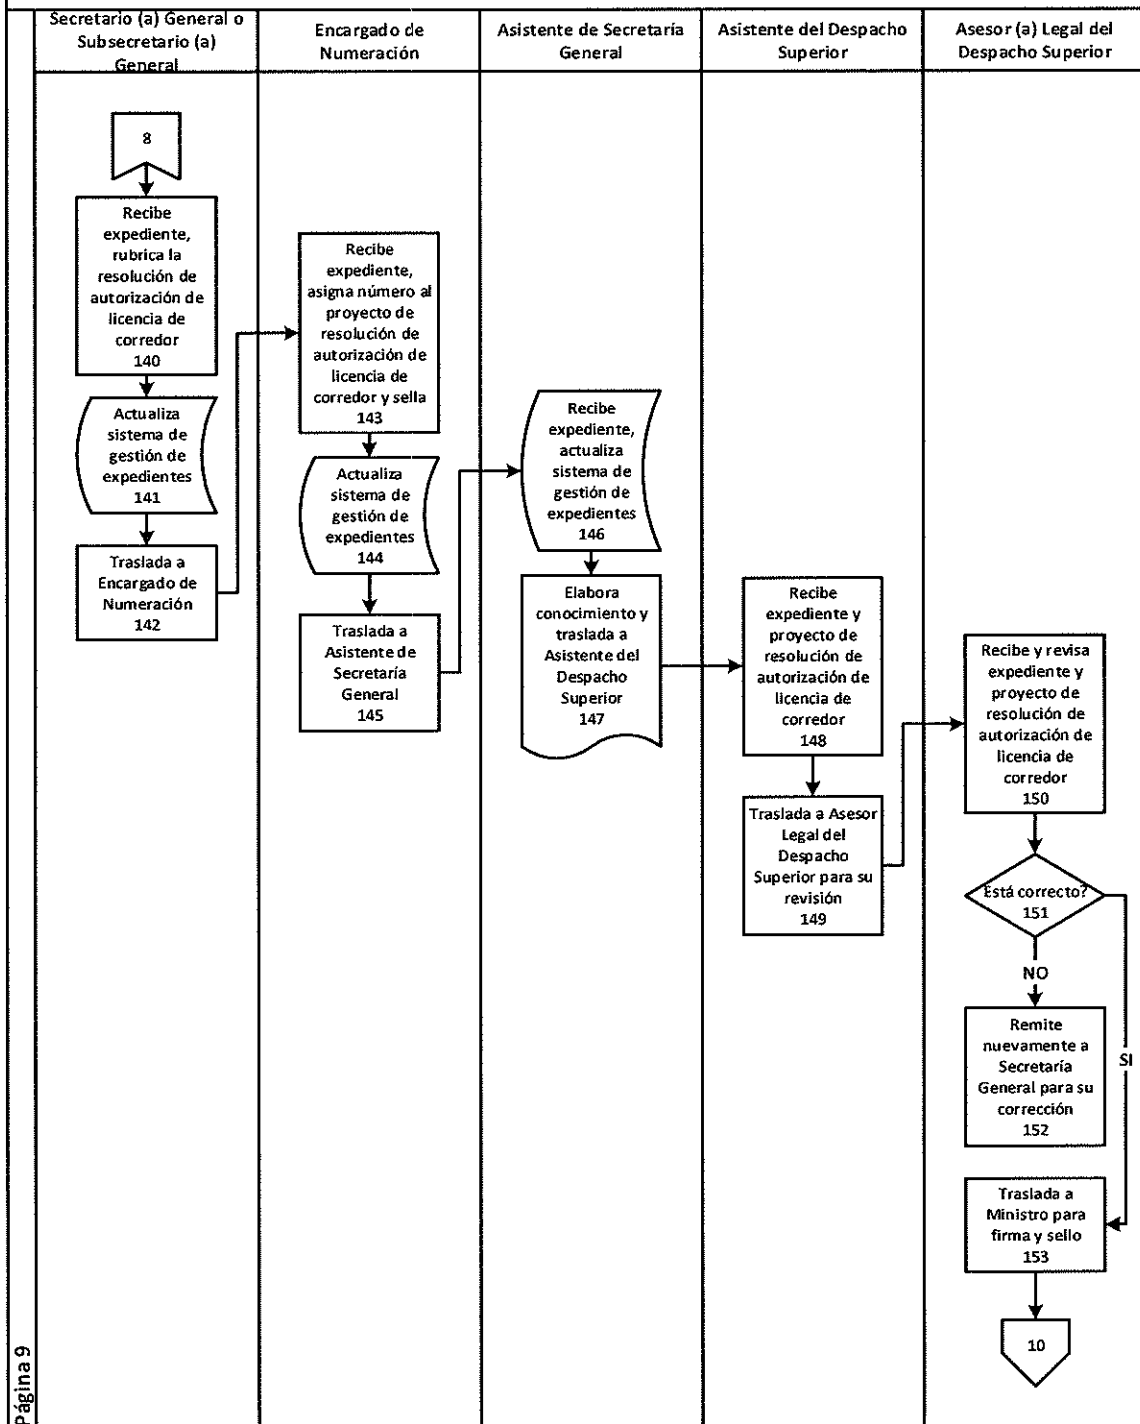 Secretario (a) General o
Subsecretario (a)
General
Encargado de
Numeración
Asistente de Secretaría
General
Asistente del Despacho
Superior
Asesor (a) Legal del
Despacho Superior
8
Recibe
expediente,
rubrica la
resolución de
autorización de
licencia de
corredor
140
Actualiza
sistema de
gestión de
expedientes
141
Traslada a
Encargado de
Numeración
142
Recibe
expediente,
asigna número al
proyecto de
resolución de
autorización de
licencia de
corredor y sella
143
Actualiza
sistema de
gestión de
expedientes
144
Traslada a
Asistente de
Secretaría
General
145
Recibe
expediente,
actualiza
sistema de
gestión de
expedientes
146
Elabora
conocimiento y
traslada a
Asistente del
Despacho
Superior
147
Recibe
expediente y
proyecto de
resolución de
autorización de
licencia de
corredor
148
Traslada a Asesor
Legal del
Despacho
Superior para su
revisión
149
Recibe y revisa
expediente y
proyecto de
resolución de
autorización de
licencia de
corredor
150
Está correcto?
151
NO
SI
Remite
nuevamente a
Secretaría
General para su
corrección
152
Traslada a
Ministro para
firma y sello
153
10
Página 9